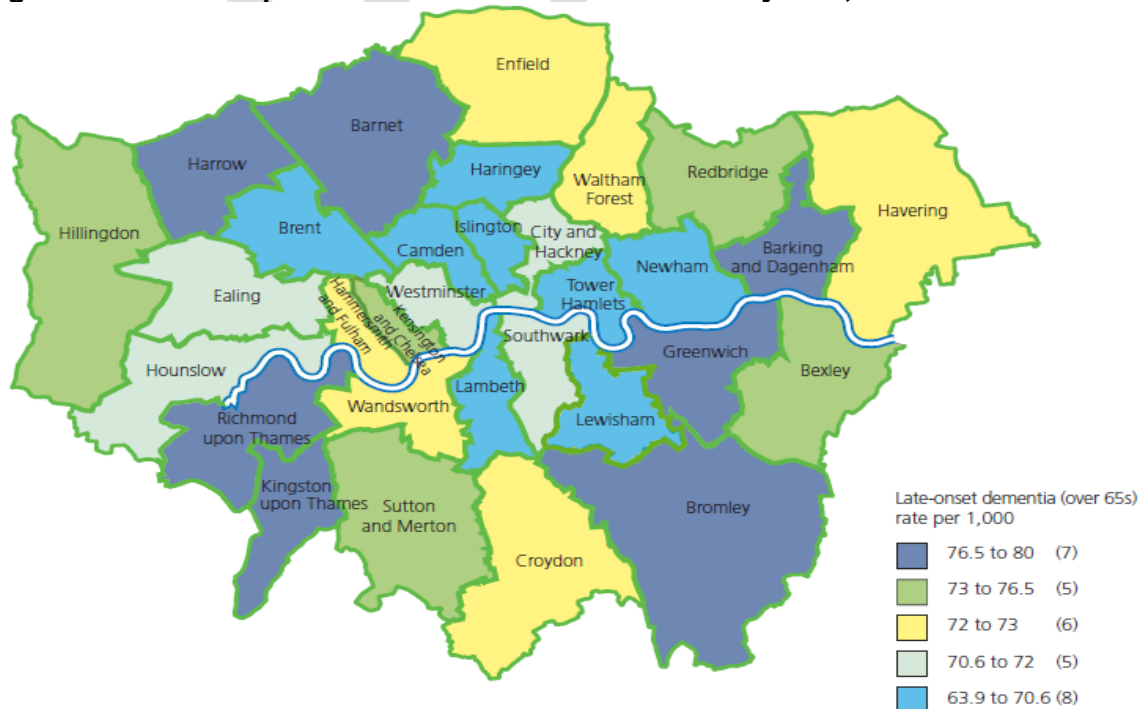 Enfield
Barnet
Harrow
Haringey
Waltham
Forest
Redbridge
Havering
Hillingdon
Brent
Camden
Islington
City and
Hackney
Newham
Barking
and Dagenham
Ealing
Westminster
Tower
Hamlets
Hammersmith
and Fulham
Kensington
and Chelsea
Southwark
Greenwich
Bexley
Hounslow
Lambeth
Wandsworth
Lewisham
Richmond
upon Thames
Kingston
upon Thames
Sutton
and Merton
Bromley
Croydon
Late-onset dementia (over 65s)
rate per 1,000
76.5 to 80 (7)
73 to 76.5 (5)
72 to 73 (6)
70.6 to 72 (5)
63.9 to 70.6 (8)